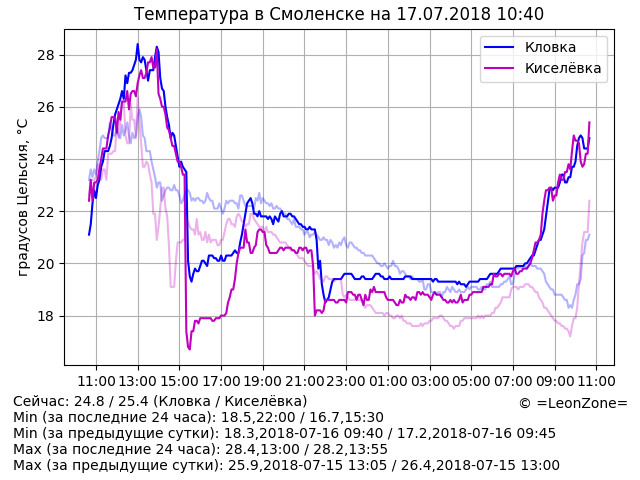 Температура в Смоленске на 17.07.2018 10:40
градусов Цельсия, °C
28
26
24
22
20
18
Кловка
Киселёвка
11:00 13:00 15:00 17:00 19:00 21:00 23:00 01:00 03:00 05:00 07:00 09:00 11:00
Сейчас: 24.8 / 25.4 (Кловка / Киселёвка)
© =LeonZone=
Min (за последние 24 часа): 18.5,22:00 / 16.7,15:30
Min (за предыдущие сутки): 18.3,2018-07-16 09:40 / 17.2,2018-07-16 09:45
Max (за последние 24 часа): 28.4,13:00 / 28.2,13:55
Max (за предыдущие сутки): 25.9,2018-07-15 13:05 / 26.4,2018-07-15 13:00